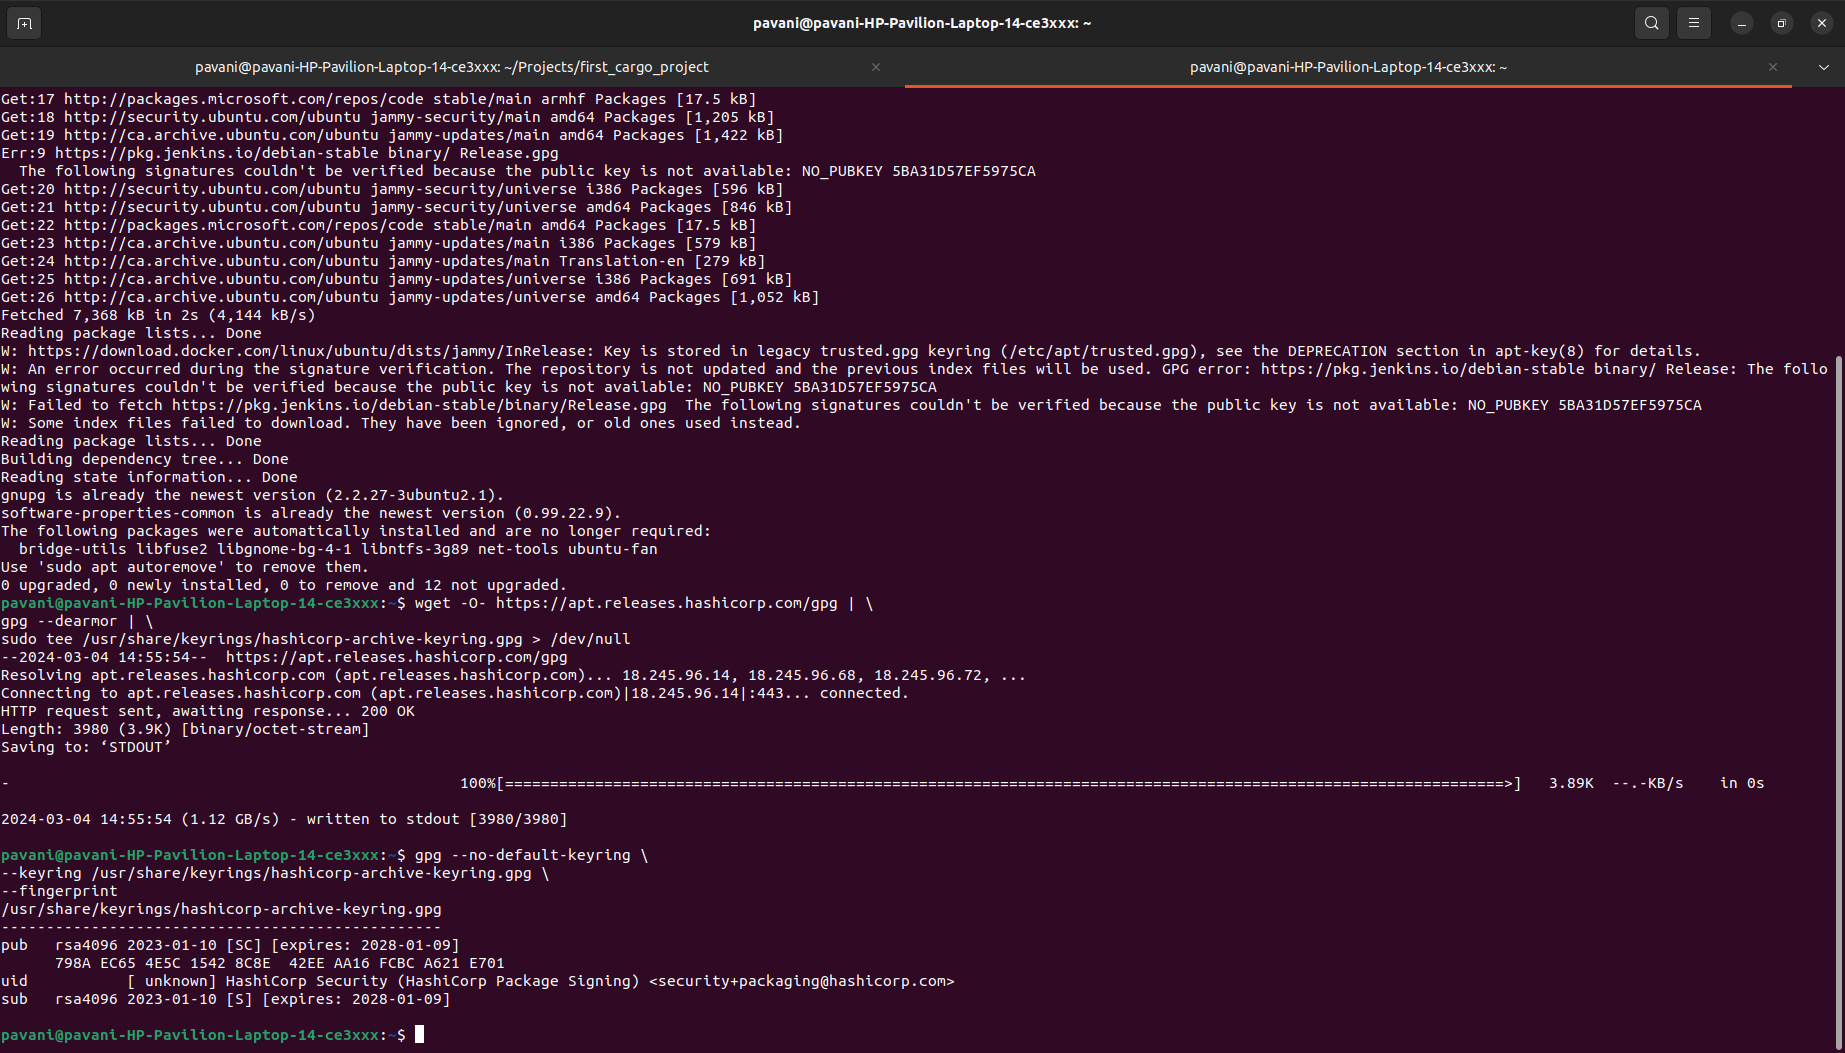 pavani@pavani-HP-Pavilion-Laptop-14-ce3xxx: ~
pavani@pavani-HP-Pavilion-Laptop-14-ce3xxx: ~/Projects/first_cargo_project
pavani@pavani-HP-Pavilion-Laptop-14-ce3xxx: ~
Get:17 http://packages.microsoft.com/repos/code stable/main armhf Packages [17.5 kB]
Get:18 http://security.ubuntu.com/ubuntu jammy-security/main amd64 Packages [1,205 kB]
Get:19 http://ca.archive.ubuntu.com/ubuntu jammy-updates/main amd64 Packages [1,422 kB]
Err:9 https://pkg.jenkins.io/debian-stable binary/ Release.gpg
  The following signatures couldn't be verified because the public key is not available: NO_PUBKEY 5BA31D57EF5975CA
Get:20 http://security.ubuntu.com/ubuntu jammy-security/universe i386 Packages [596 kB]
Get:21 http://security.ubuntu.com/ubuntu jammy-security/universe amd64 Packages [846 kB]
Get:22 http://packages.microsoft.com/repos/code stable/main amd64 Packages [17.5 kB]
Get:23 http://ca.archive.ubuntu.com/ubuntu jammy-updates/main i386 Packages [579 kB]
Get:24 http://ca.archive.ubuntu.com/ubuntu jammy-updates/main Translation-en [279 kB]
Get:25 http://ca.archive.ubuntu.com/ubuntu jammy-updates/universe i386 Packages [691 kB]
Get:26 http://ca.archive.ubuntu.com/ubuntu jammy-updates/universe amd64 Packages [1,052 kB]
Fetched 7,368 kB in 2s (4,144 kB/s)
Reading package lists... Done
W: https://download.docker.com/linux/ubuntu/dists/jammy/InRelease: Key is stored in legacy trusted.gpg keyring (/etc/apt/trusted.gpg), see the DEPRECATION section in apt-key(8) for details.
W: An error occurred during the signature verification. The repository is not updated and the previous index files will be used. GPG error: https://pkg.jenkins.io/debian-stable binary/ Release: The follo
wing signatures couldn't be verified because the public key is not available: NO_PUBKEY 5BA31D57EF5975CA
W: Failed to fetch https://pkg.jenkins.io/debian-stable/binary/Release.gpg  The following signatures couldn't be verified because the public key is not available: NO_PUBKEY 5BA31D57EF5975CA
W: Some index files failed to download. They have been ignored, or old ones used instead.
Reading package lists... Done
Building dependency tree... Done
Reading state information... Done
gnupg is already the newest version (2.2.27-3ubuntu2.1).
software-properties-common is already the newest version (0.99.22.9).
The following packages were automatically installed and are no longer required:
  bridge-utils libfuse2 libgnome-bg-4-1 libntfs-3g89 net-tools ubuntu-fan
Use 'sudo apt autoremove' to remove them.
0 upgraded, 0 newly installed, 0 to remove and 12 not upgraded.
pavani@pavani-HP-Pavilion-Laptop-14-ce3xxx:~$ wget -O- https://apt.releases.hashicorp.com/gpg | \
gpg --dearmor | \
sudo tee /usr/share/keyrings/hashicorp-archive-keyring.gpg > /dev/null
--2024-03-04 14:55:54--  https://apt.releases.hashicorp.com/gpg
Resolving apt.releases.hashicorp.com (apt.releases.hashicorp.com)... 18.245.96.14, 18.245.96.68, 18.245.96.72, ...
Connecting to apt.releases.hashicorp.com (apt.releases.hashicorp.com)|18.245.96.14|:443... connected.
HTTP request sent, awaiting response... 200 OK
Length: 3980 (3.9K) [binary/octet-stream]
Saving to: ‘STDOUT’
-                                                  100%[===============================================================================================================>]   3.89K  --.-KB/s    in 0s
2024-03-04 14:55:54 (1.12 GB/s) - written to stdout [3980/3980]
pavani@pavani-HP-Pavilion-Laptop-14-ce3xxx:~$ gpg --no-default-keyring \
--keyring /usr/share/keyrings/hashicorp-archive-keyring.gpg \
--fingerprint
/usr/share/keyrings/hashicorp-archive-keyring.gpg
-------------------------------------------------
pub   rsa4096 2023-01-10 [SC] [expires: 2028-01-09]
      798A EC65 4E5C 1542 8C8E  42EE AA16 FCBC A621 E701
uid           [ unknown] HashiCorp Security (HashiCorp Package Signing) <security+packaging@hashicorp.com>
sub   rsa4096 2023-01-10 [S] [expires: 2028-01-09]
pavani@pavani-HP-Pavilion-Laptop-14-ce3xxx:~$